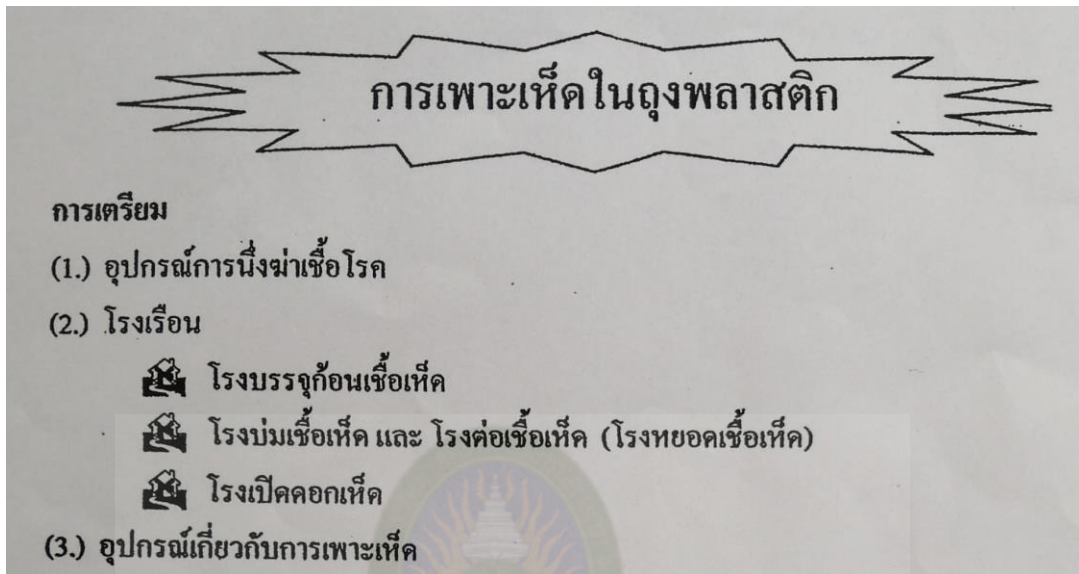 การเพาะเห็ดในถุงพลาสติก
การเตรียม
(1.) อุปกรณ์การนึ่งฆ่าเชื้อโรค
(2.) โรงเรือน
โรงบรรจุก้อนเชื้อเห็ด
โรงบ่มเชื้อเห็ด และ โรงต่อเชื้อเห็ด (โรงหยอดเชื้อเห็ด)
โรงเปิดดอกเห็ด
(3.) อุปกรณ์เกี่ยวกับการเพาะเห็ด